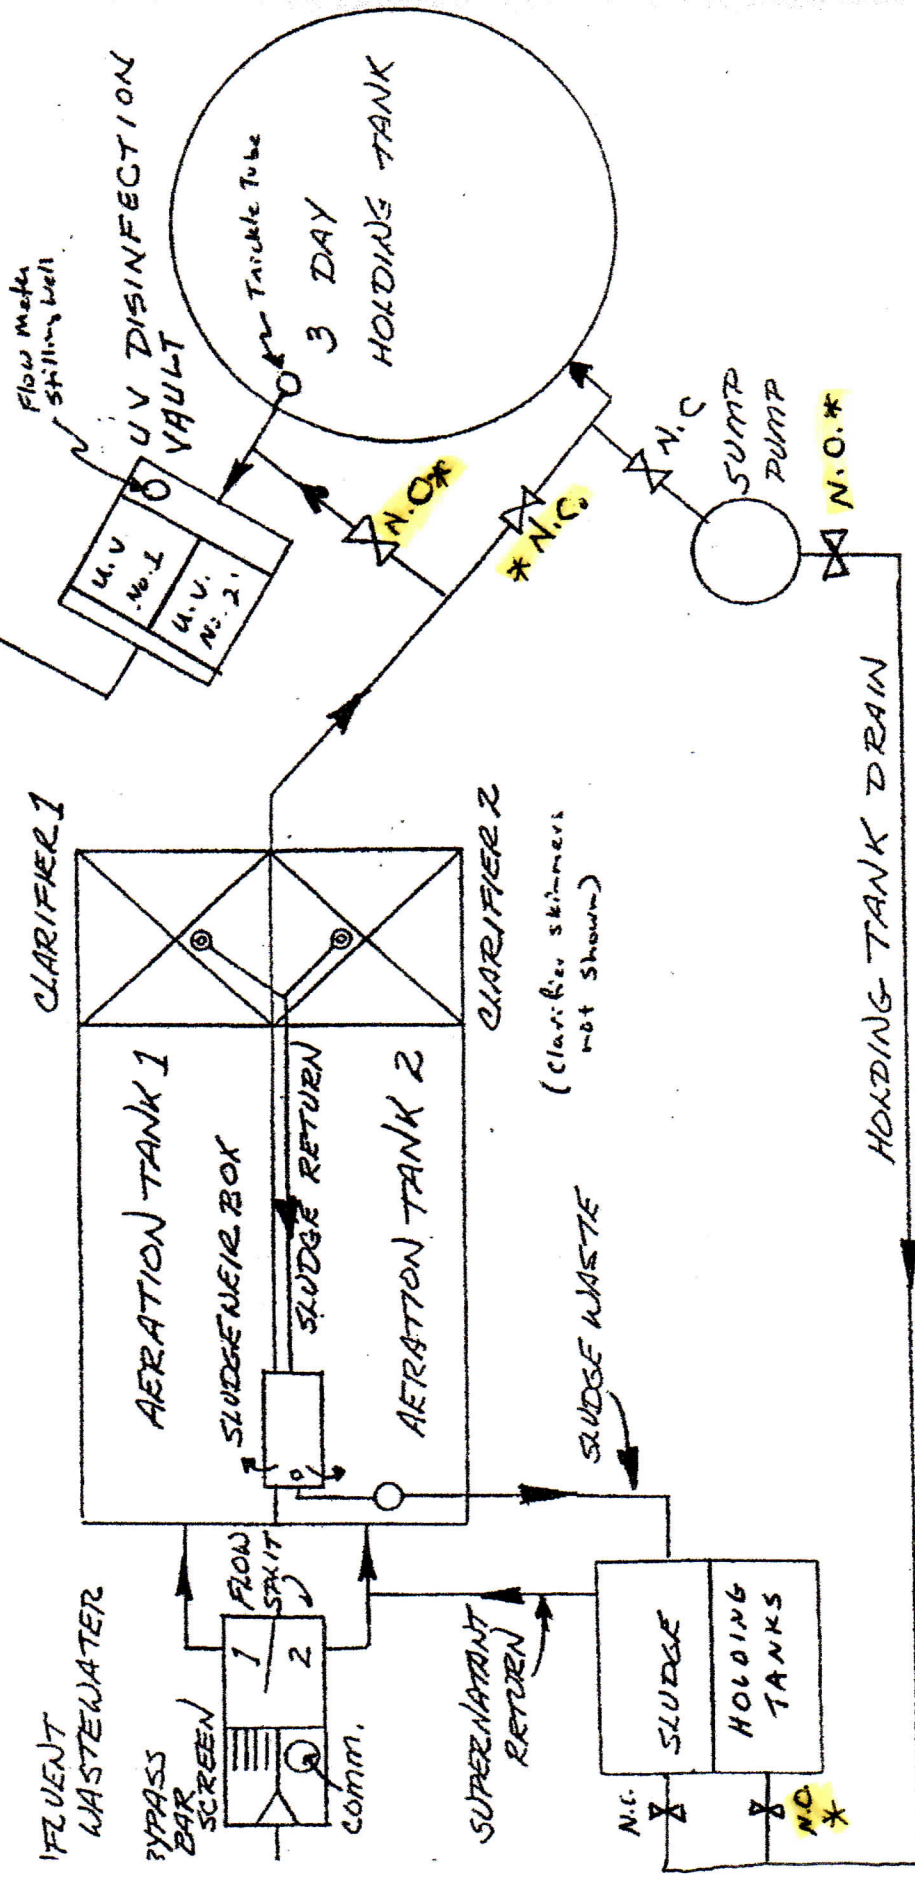 'FLUENT
WASTEWATER
YPASS
BAR
SCREEN
1
2
FLOW
SPLIT
COMM.
AERATION TANK 1
SLUDGE WEIR BOX
SLUDGE RETURN
AERATION TANK 2
CLARIFIER 1
CLARIFIER 2
(Clarifier skimmers
not shown)
SUPERNATANT
RETURN
SLUDGE WASTE
SLUDGE
HOLDING
TANKS
N.C.
N.O.
*
HOLDING TANK DRAIN
Flow Meter
Stilling Well
UV DISINFECTION
VAULT
U.V
No. 1
U.V.
No. 2
Trickle Tube
3 DAY
HOLDING TANK
N.O*
* N.C.
N.C
SUMP
PUMP
N.O.*